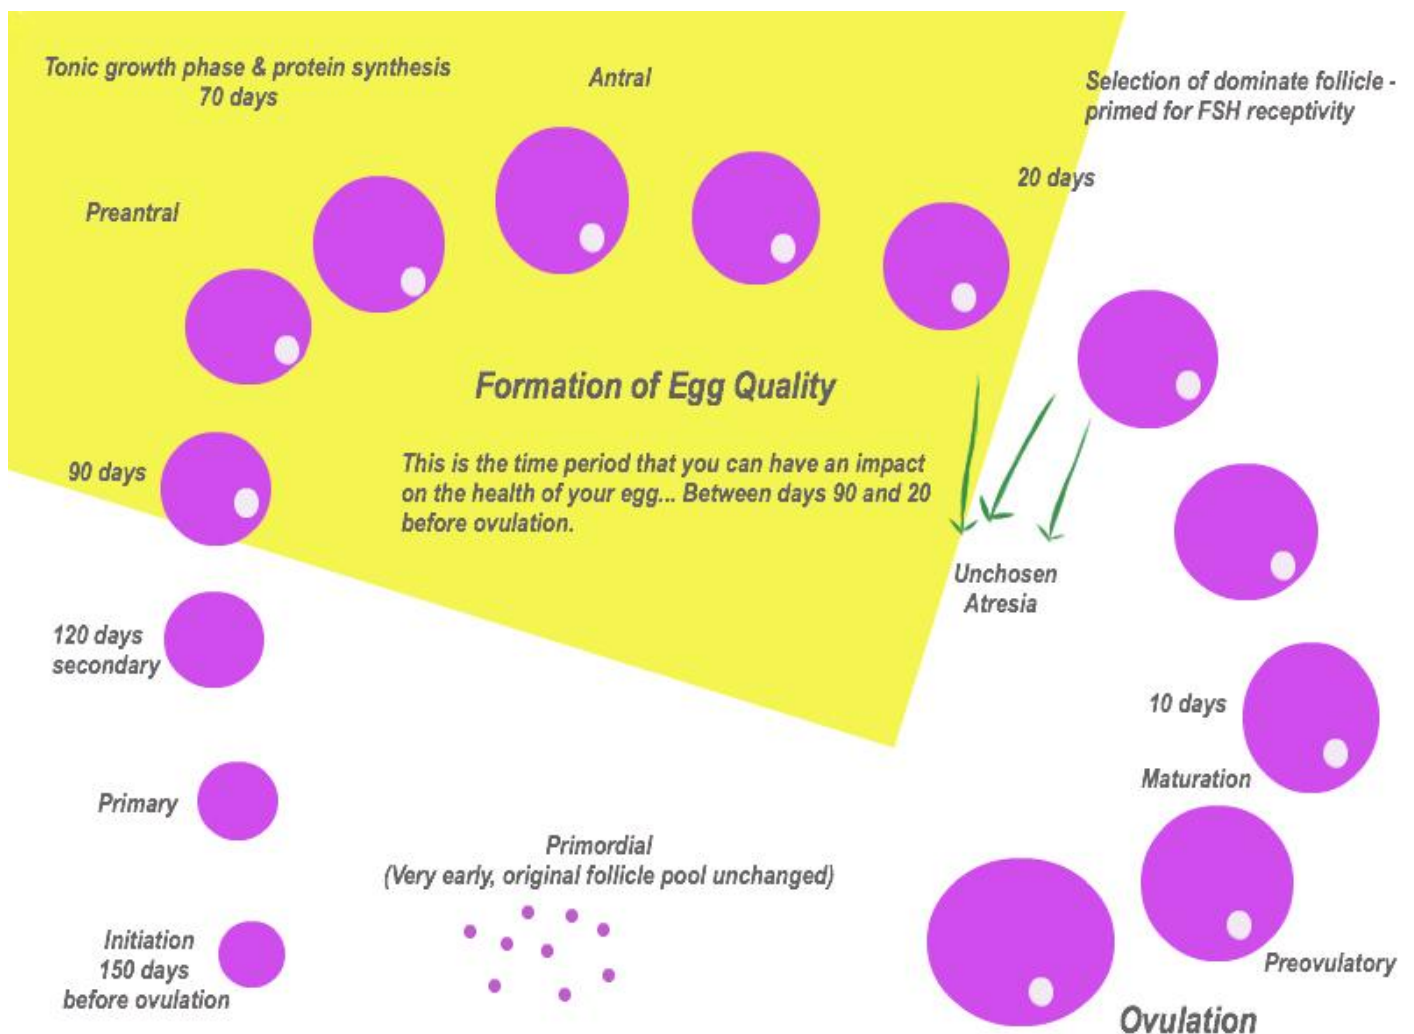 Tonic growth phase & protein synthesis
70 days
Antral
Selection of dominate follicle -
primed for FSH receptivity
20 days
Preantral
Formation of Egg Quality
This is the time period that you can have an impact
on the health of your egg... Between days 90 and 20
before ovulation.
90 days
Unchosen
Atresia
120 days
secondary
10 days
Maturation
Primary
Primordial
(Very early, original follicle pool unchanged)
Initiation
150 days
before ovulation
Preovulatory
Ovulation